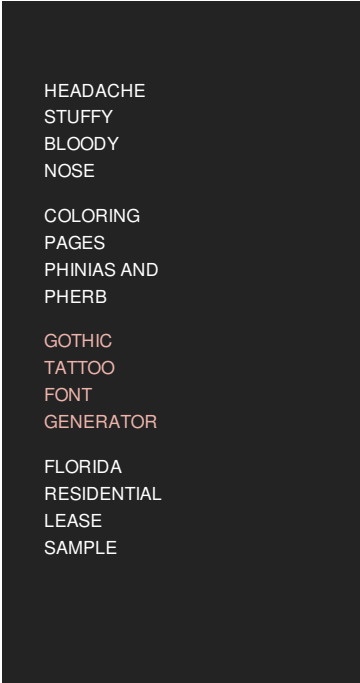 HEADACHE
STUFFY
BLOODY
NOSE
COLORING
PAGES
PHINIAS AND
PHERB
GOTHIC
TATTOO
FONT
GENERATOR
FLORIDA
RESIDENTIAL
LEASE
SAMPLE